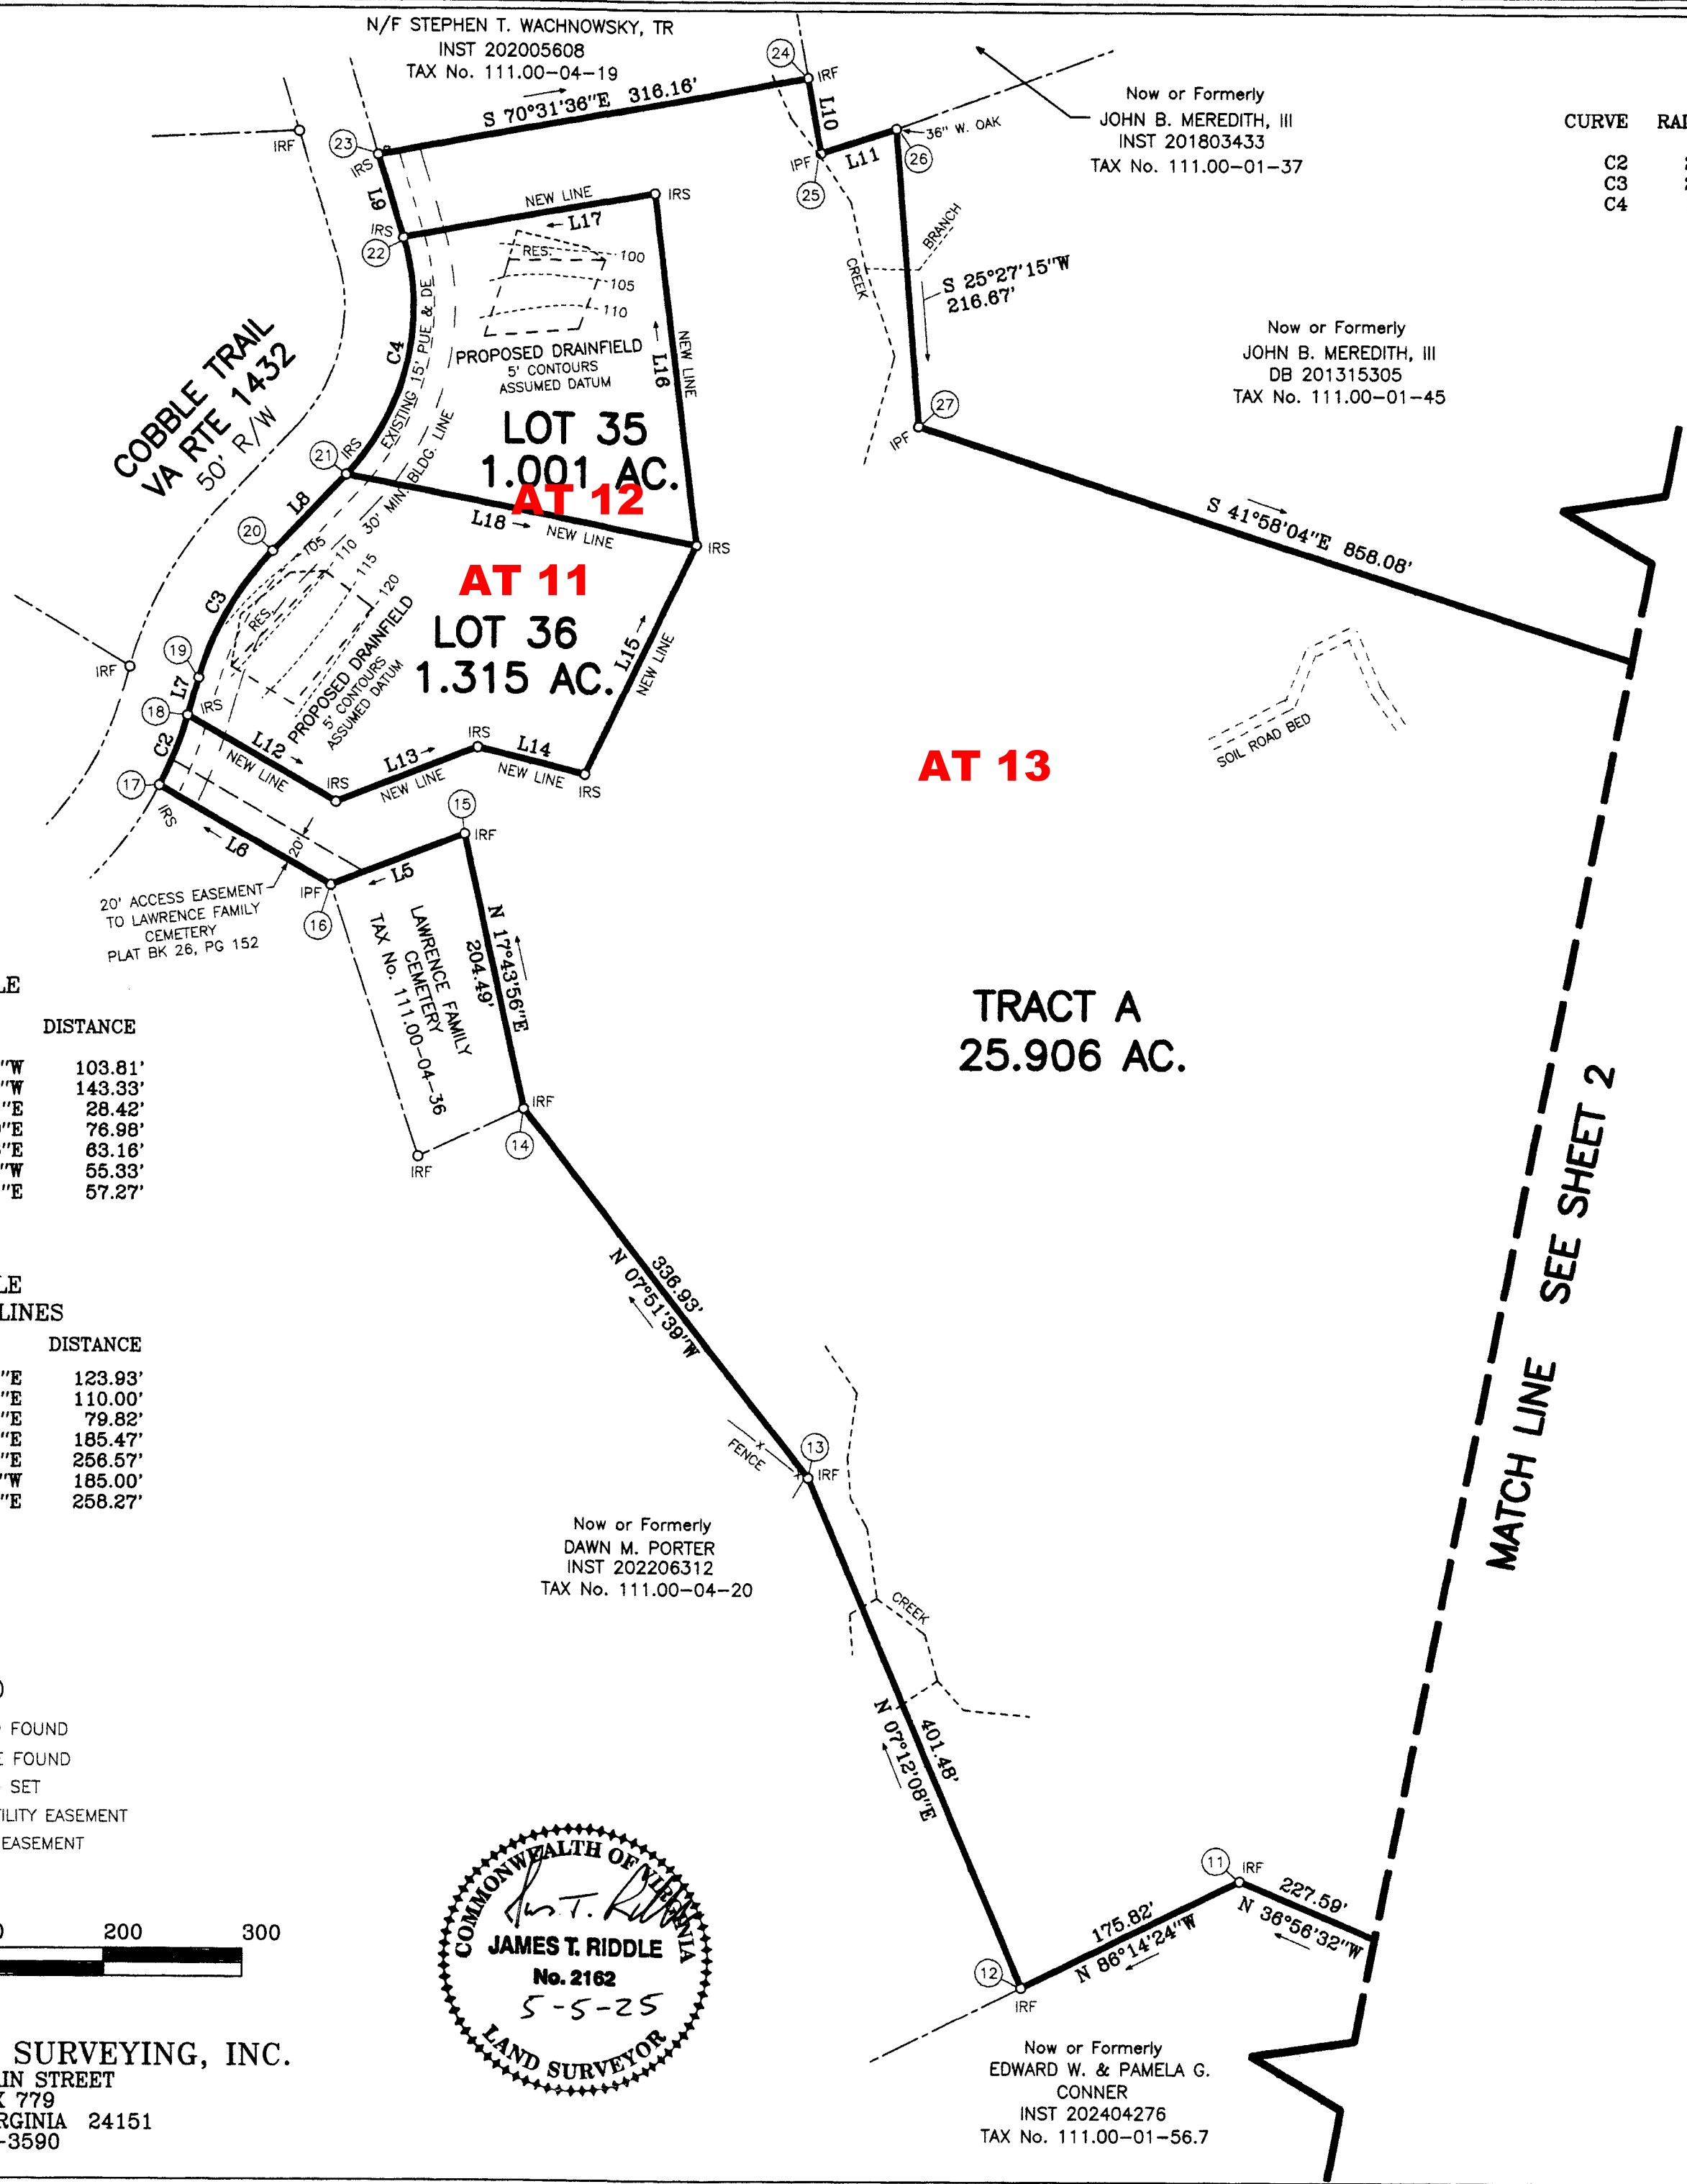 N/F STEPHEN T. WACHNOWSKY, TR
INST 202005608
TAX No. 111.00-04-19
S 70°31'36"E 316.16'
24
IRF
L10
Now or Formerly
JOHN B. MEREDITH, III
INST 201803433
TAX No. 111.00-01-37
CURVE
C2
C3
C4
IRF
23
IRS
L9
IRS
22
IPF
25
L11
36" W. OAK
26
NEW LINE
L17
IRS
RES.
100
105
110
PROPOSED DRAINFIELD
5' CONTOURS
ASSUMED DATUM
L16
NEW LINE
CREEK
BRANCH
S 25°27'15"W
216.67'
Now or Formerly
JOHN B. MEREDITH, III
DB 201315305
TAX No. 111.00-01-45
27
IPF
COBBLE TRAIL
VA RTE 1432
50' R/W
C4
EXISTING 15' PUE & DE
30' MIN. BLDG. LINE
LOT 35
1.001 AC.
AT 12
21
IRS
L18
NEW LINE
IRS
L8
20
S 41°58'04"E 858.08'
105
110
115
120
RES.
PROPOSED DRAINFIELD
5' CONTOURS
ASSUMED DATUM
AT 11
LOT 36
1.315 AC.
L15
NEW LINE
C3
IRF
19
L7
18
IRS
C2
17
IRS
L12
NEW LINE
IRS
L13
NEW LINE
IRS
L14
NEW LINE
IRS
SOIL ROAD BED
AT 13
L6
20'
20' ACCESS EASEMENT
TO LAWRENCE FAMILY
CEMETERY
PLAT BK 26, PG 152
15
IRF
L5
IPF
16
LAWRENCE FAMILY
CEMETERY
TAX No. 111.00-04-36
N 17°43'56"E
204.49'
IRF
14
IRF
TRACT A
25.906 AC.
LE
DISTANCE
"W 103.81'
"W 143.33'
"E 28.42'
"E 76.98'
"E 63.16'
"W 55.33'
"E 57.27'
LE
LINES
DISTANCE
"E 123.93'
"E 110.00'
"E 79.82'
"E 185.47'
"E 256.57'
"W 185.00'
"E 258.27'
336.93'
N 07°51'39"W
FENCE
13
IRF
MATCH LINE SEE SHEET 2
Now or Formerly
DAWN M. PORTER
INST 202206312
TAX No. 111.00-04-20
CREEK
401.48'
N 07°12'08"E
FOUND
FOUND
SET
EASEMENT
EASEMENT
200 300
11
IRF
227.59'
N 36°56'32"W
175.82'
N 86°14'24"W
12
IRF
COMMONWEALTH OF VIRGINIA
JAMES T. RIDDLE
No. 2162
5-5-25
LAND SURVEYOR
SURVEYING, INC.
STREET
779
24151
-3590
Now or Formerly
EDWARD W. & PAMELA G.
CONNER
INST 202404276
TAX No. 111.00-01-56.7